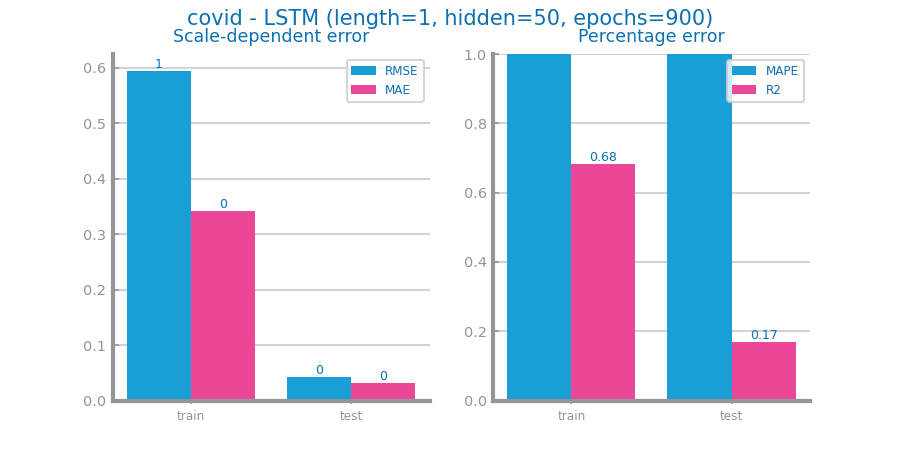 covid - LSTM (length=1, hidden=50, epochs=900)
Scale-dependent error
Percentage error
0.6
0.5
0.4
0.3
0.2
0.1
0.0
1
0
0
0
RMSE
MAE
train
test
1.0
0.8
0.6
0.4
0.2
0.0
0.68
0.17
MAPE
R2
train
test